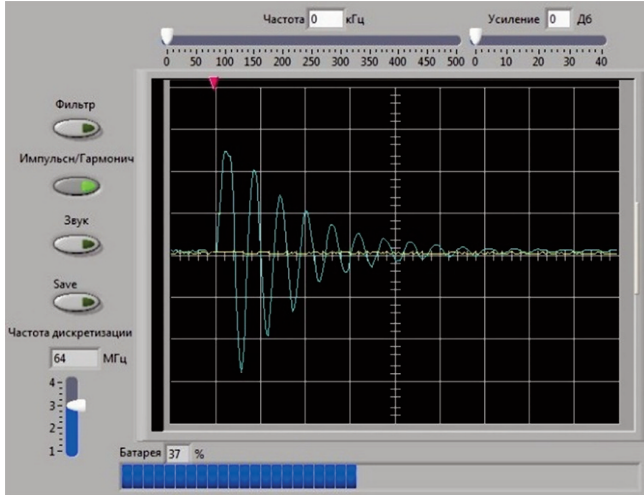 Частота 0 кГц
Усиление 0 Дб
0 50 100 150 200 250 300 350 400 450 500
0 10 20 30 40
Фильтр
Импульсн/Гармонич
Звук
Save
Частота дискретизации
64 МГц
4-
3-
2-
1-
Батарея 37 %